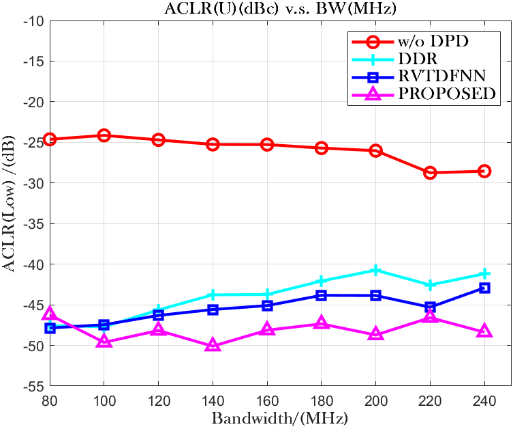 ACLR(U)(dBc) v.s. BW(MHz)
w/o DPD
DDR
RVTDFNN
PROPOSED
ACLR(Low) /(dB)
-10
-15
-20
-25
-30
-35
-40
-45
-50
-55
80 100 120 140 160 180 200 220 240
Bandwidth/(MHz)